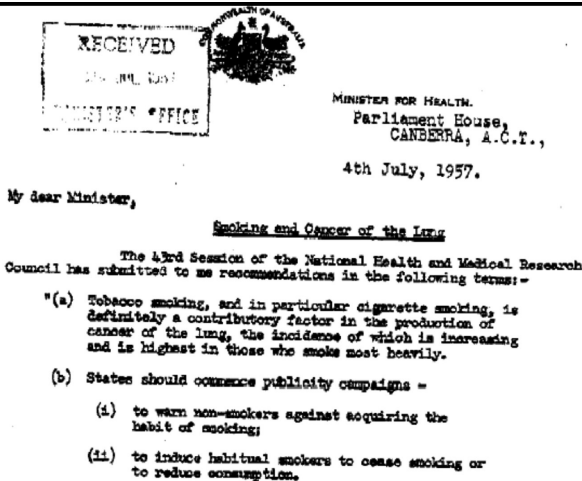 RECEIVED
COMMONWEALTH OF AUSTRALIA
MINISTER'S OFFICE
MINISTER FOR HEALTH.
Parliament House,
CANBERRA, A.C.T.,
4th July, 1957.
My dear Minister,
Smoking and Cancer of the Lung
The 43rd Session of the National Health and Medical Research
Council has submitted to me recommendations in the following terms:-
"(a) Tobacco smoking, and in particular cigarette smoking, is
definitely a contributory factor in the production of
cancer of the lung, the incidence of which is increasing
and is highest in those who smoke most heavily.
(b) States should commence publicity campaigns -
(i) to warn non-smokers against acquiring the
habit of smoking;
(ii) to induce habitual smokers to cease smoking or
to reduce consumption.